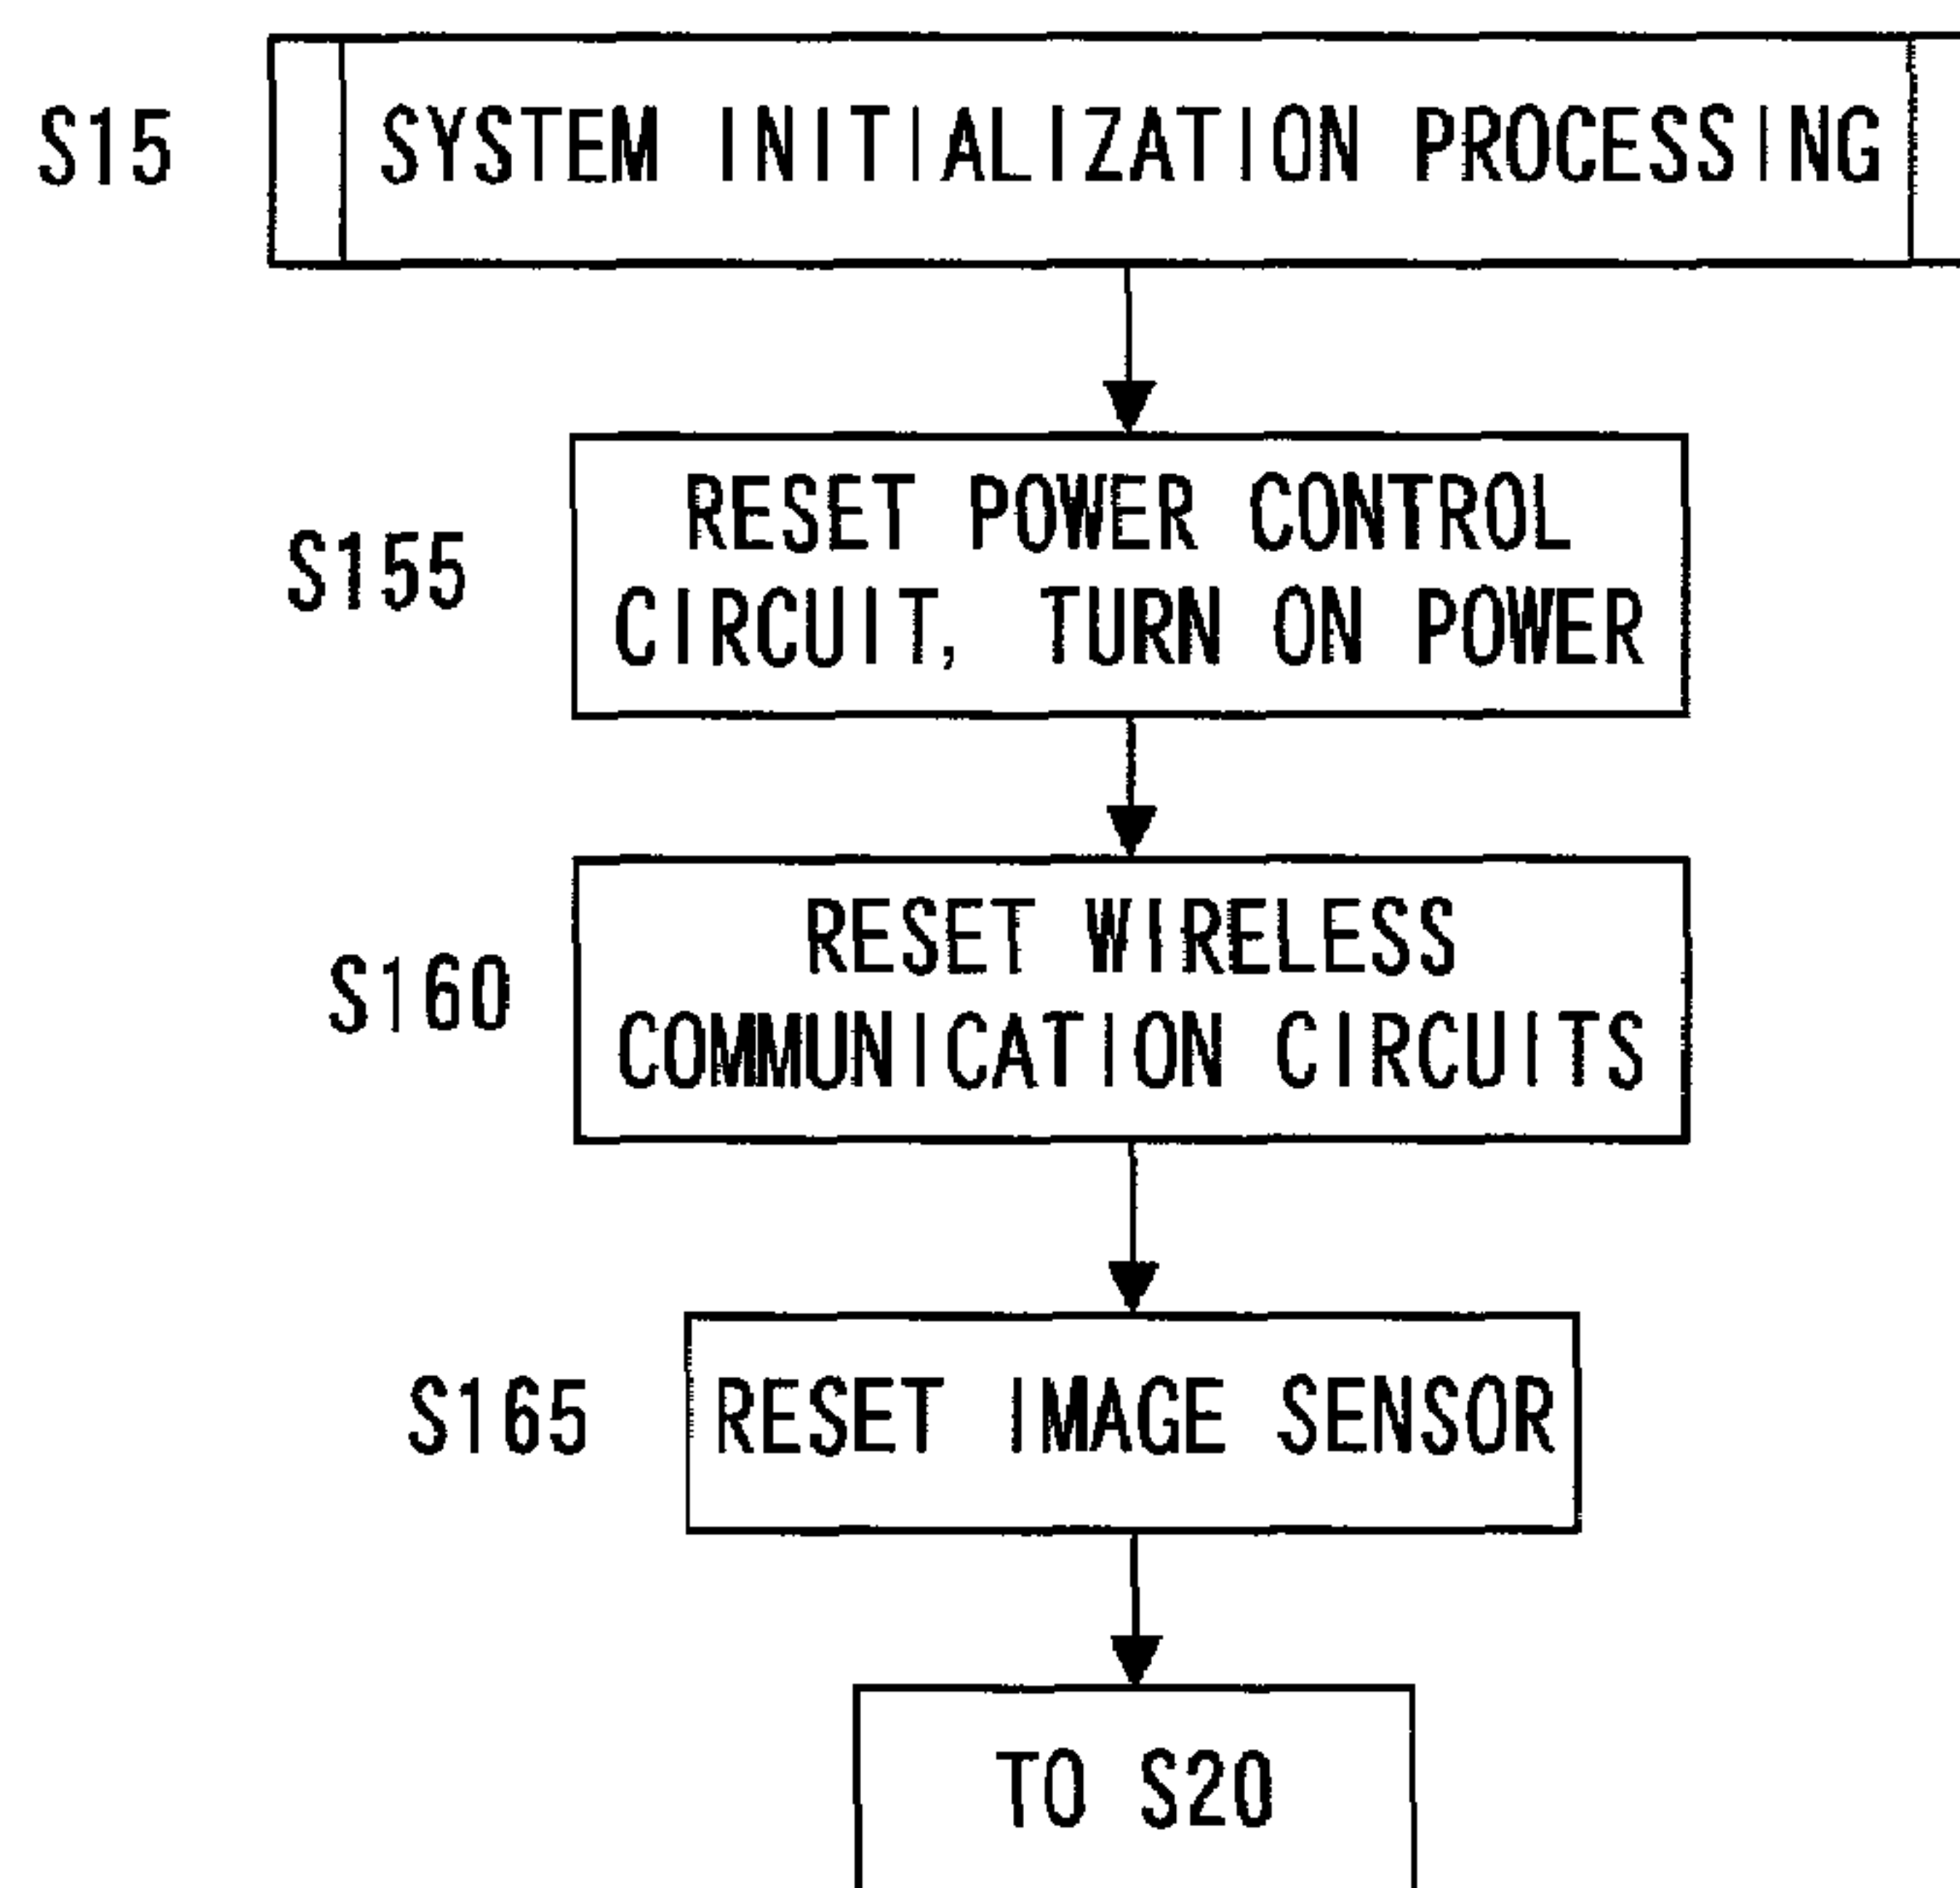 S15
SYSTEM INITIALIZATION PROCESSING
S155
RESET POWER CONTROL
CIRCUIT, TURN ON POWER
S160
RESET WIRELESS
COMMUNICATION CIRCUITS
S165
RESET IMAGE SENSOR
TO S20